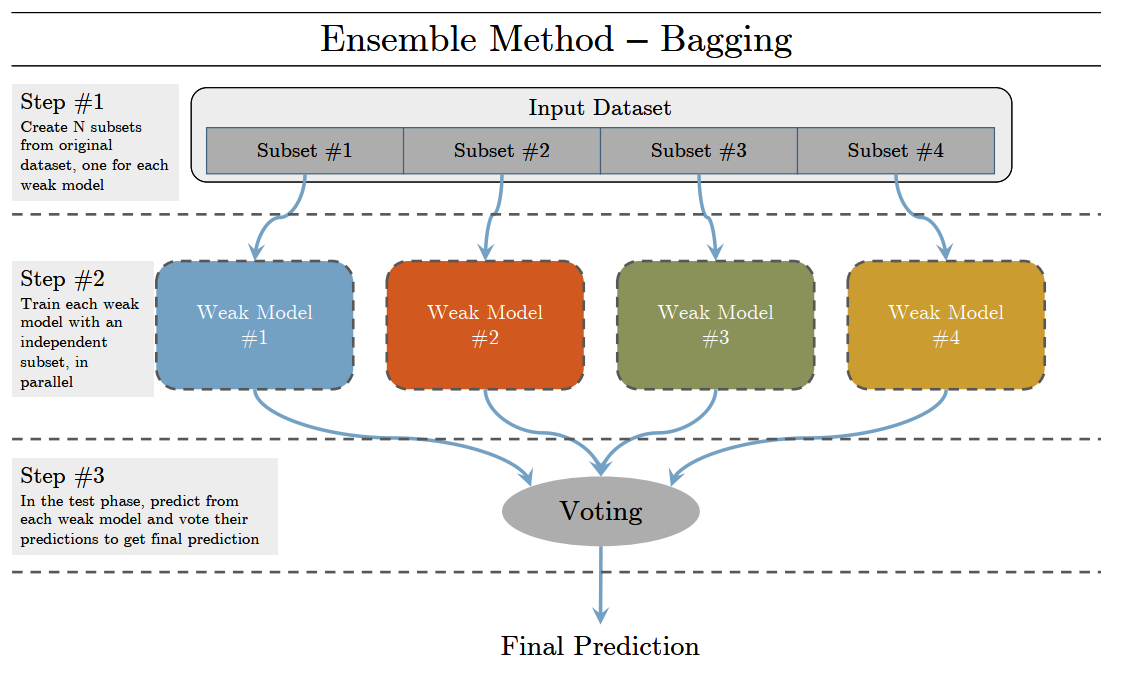 Ensemble Method – Bagging
Step #1
Create N subsets
from original
dataset, one for each
weak model
Input Dataset
Subset #1
Subset #2
Subset #3
Subset #4
Step #2
Train each weak
model with an
independent
subset, in
parallel
Weak Model
#1
Weak Model
#2
Weak Model
#3
Weak Model
#4
Step #3
In the test phase, predict from
each weak model and vote their
predictions to get final prediction
Voting
Final Prediction